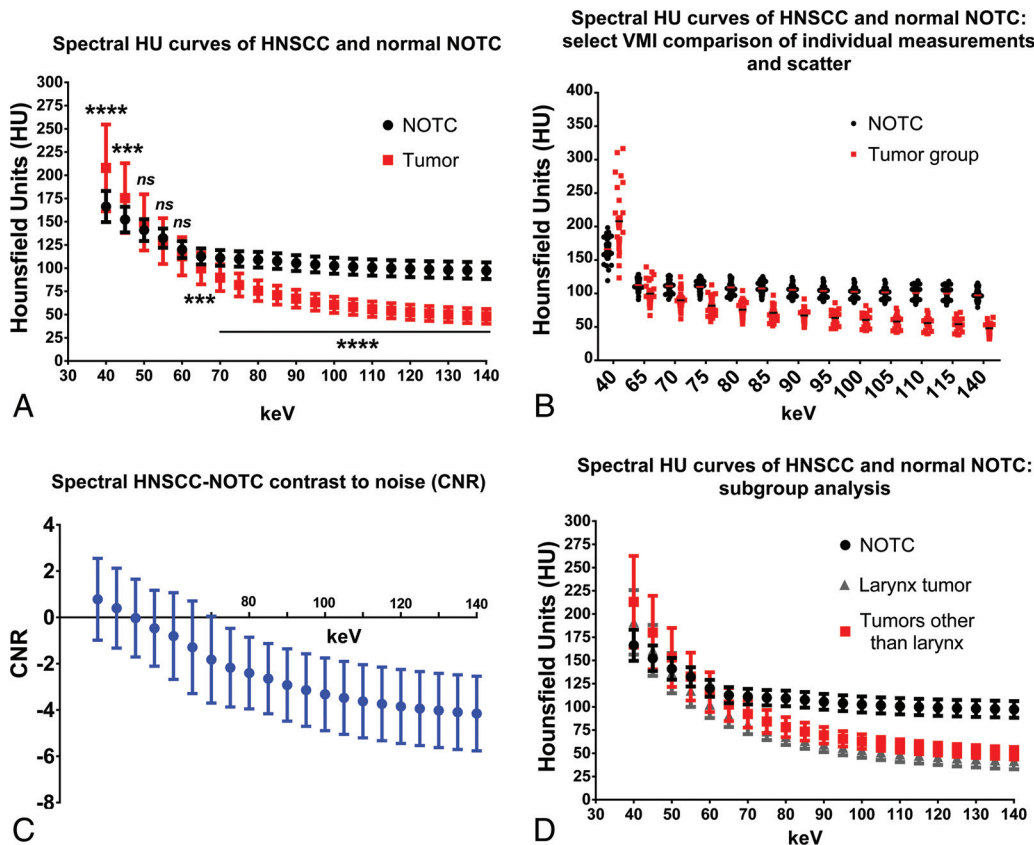 Spectral HU curves of HNSCC and normal NOTC
Hounsfield Units (HU)
300
275
250
225
200
175
150
125
100
75
50
25
0
****
***
ns
ns
ns
***
****
NOTC
Tumor
30 40 50 60 70 80 90 100 110 120 130 140
keV
A
Spectral HU curves of HNSCC and normal NOTC:
select VMI comparison of individual measurements
and scatter
Hounsfield Units (HU)
400
350
300
250
200
150
100
50
0
NOTC
Tumor group
40 65 70 75 80 85 90 95 100 105 110 115 140
keV
B
Spectral HNSCC-NOTC contrast to noise (CNR)
CNR
4
2
0
-2
-4
-6
-8
80 100 120 140
keV
C
Spectral HU curves of HNSCC and normal NOTC:
subgroup analysis
Hounsfield Units (HU)
300
275
250
225
200
175
150
125
100
75
50
25
0
NOTC
Larynx tumor
Tumors other
than larynx
30 40 50 60 70 80 90 100 110 120 130 140
keV
D